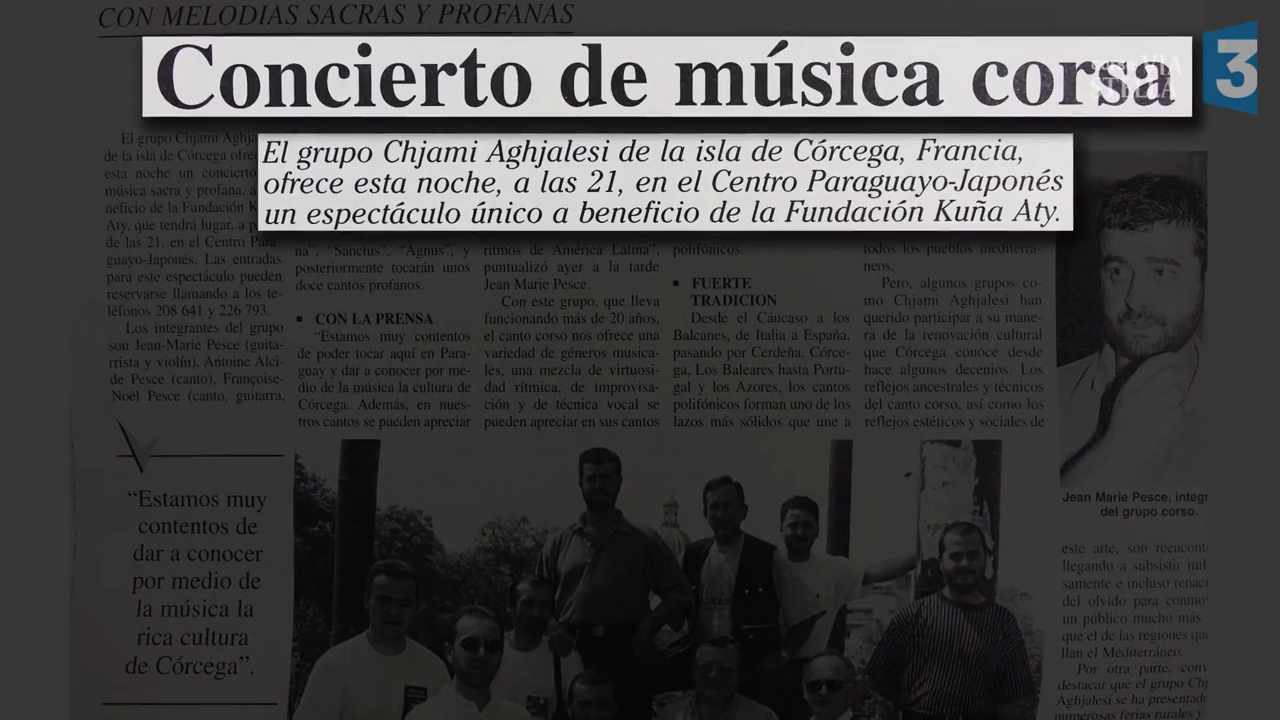 CON MELODIAS SACRAS Y PROFANAS
Concierto de música corsa
VIA
STELLA
3
El grupo Chjami Aghjalesi de la isla de Córcega, Francia,
ofrece esta noche, a las 21, en el Centro Paraguayo-Japonés
un espectáculo único a beneficio de la Fundación Kuña Aty.
El grupo Chjami
de la isla de Córcega
esta noche un concierto
música sacra y profana, a
neficio de la Fundación
Aty, que tendrá lugar, a
de las 21, en el Centro Para-
guayo-Japonés. Las entradas
para este espectáculo pueden
reservarse llamando a los te-
léfonos 208 641 y 226 793.
Los integrantes del grupo
son Jean-Marie Pesce (guita-
rrista y violín), Antoine Alci-
de Pesce (canto), Françoise-
Noël Pesce (canto, guitarra,
“Estamos muy
contentos de
dar a conocer
por medio de
la música la
rica cultura
de Córcega”.
na”, “Sanctus”, “Agnus”, y
posteriormente tocarán unos
doce cantos profanos.
▪ CON LA PRENSA
“Estamos muy contentos
de poder tocar aquí en Para-
guay y dar a conocer por me-
dio de la música la cultura de
Córcega. Además, en nues-
tros cantos se pueden apreciar
ritmos de América Latina”,
puntualizó ayer a la tarde
Jean Marie Pesce.
Con este grupo, que lleva
funcionando más de 20 años,
el canto corso nos ofrece una
variedad de géneros musica-
les, una mezcla de virtuosi-
dad rítmica, de improvisa-
ción y de técnica vocal se
pueden apreciar en sus cantos
polifónicos.
▪ FUERTE
TRADICION
Desde el Cáucaso a los
Balcanes, de Italia a España,
pasando por Cerdeña, Córce-
ga, Los Baleares hasta Portu-
gal y los Azores, los cantos
polifónicos forman uno de los
lazos más sólidos que une a
todos los pueblos mediterrá-
neos.
Pero, algunos grupos co-
mo Chjami Aghjalesi han
querido participar a su mane-
ra de la renovación cultural
que Córcega conoce desde
hace algunos decenios. Los
reflejos ancestrales y técnicos
del canto corso, así como los
reflejos estéticos y sociales de
Jean Marie Pesce, integr
del grupo corso.
este arte, son reencont
llegando a subsistir mil
samente e incluso renaci
del olvido para conmo
un público mucho más
que el de las regiones qu
llan el Mediterráneo.
Por otra parte, conv
destacar que el grupo Chj
Aghjalesi se ha presentad
numerosas ferias rurales y